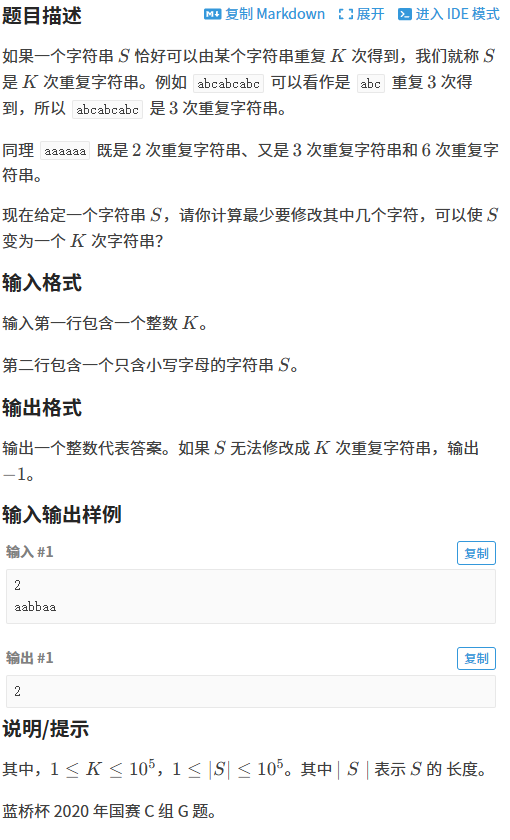 题目描述
复制 Markdown 展开 进入 IDE 模式
如果一个字符串 S 恰好可以由某个字符串重复 K 次得到，我们就称 S
是 K 次重复字符串。例如 abcabcabc 可以看作是 abc 重复 3 次得
到，所以 abcabcabc 是 3 次重复字符串。
同理 aaaaaa 既是 2 次重复字符串、又是 3 次重复字符串和 6 次重复字
符串。
现在给定一个字符串 S，请你计算最少要修改其中几个字符，可以使 S
变为一个 K 次字符串？
输入格式
输入第一行包含一个整数 K。
第二行包含一个只含小写字母的字符串 S。
输出格式
输出一个整数代表答案。如果 S 无法修改成 K 次重复字符串，输出
−1。
输入输出样例
输入 #1
复制
2
aabbaa
输出 #1
复制
2
说明/提示
其中，1 ≤ K ≤ 10⁵，1 ≤ |S| ≤ 10⁵。其中 | S | 表示 S 的 长度。
蓝桥杯 2020 年国赛 C 组 G 题。